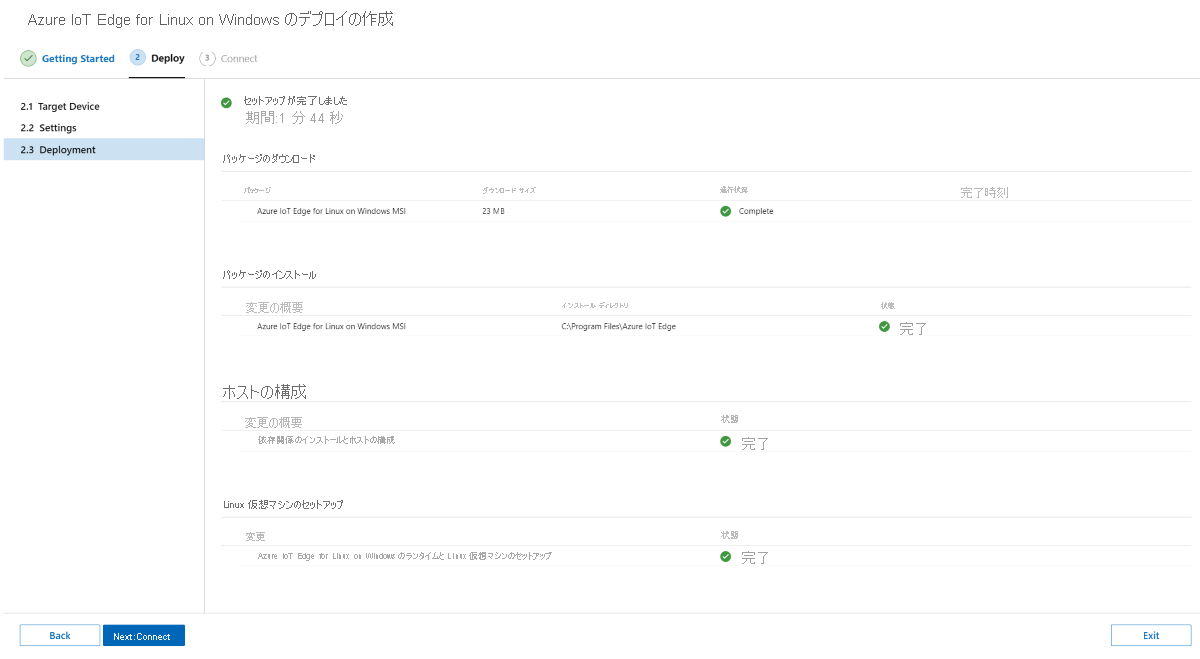 Azure IoT Edge for Linux on Windows のデプロイの作成
Getting Started
2 Deploy
3 Connect
2.1 Target Device
2.2 Settings
2.3 Deployment
セットアップが完了しました
期間:1 分 44 秒
パッケージのダウンロード
パッケージ ダウンロード サイズ 進行状況 完了時刻
Azure IoT Edge for Linux on Windows MSI 23 MB Complete
パッケージのインストール
変更の概要 インストール ディレクトリ 状態
Azure IoT Edge for Linux on Windows MSI C:\Program Files\Azure IoT Edge 完了
ホストの構成
変更の概要 状態
依存関係のインストールとホストの構成 完了
Linux 仮想マシンのセットアップ
変更 状態
Azure IoT Edge for Linux on Windows のランタイムと Linux 仮想マシンのセットアップ 完了
Back
Next:Connect
Exit